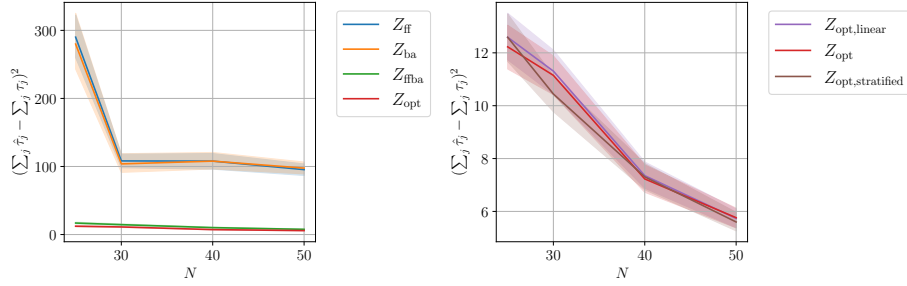 300
200
100
0
30
40
50
N
(∑_j τ̂_j − ∑_j τ_j)²
Z_ff
Z_ba
Z_ffba
Z_opt
12
10
8
6
30
40
50
N
(∑_j τ̂_j − ∑_j τ_j)²
Z_opt,linear
Z_opt
Z_opt,stratified